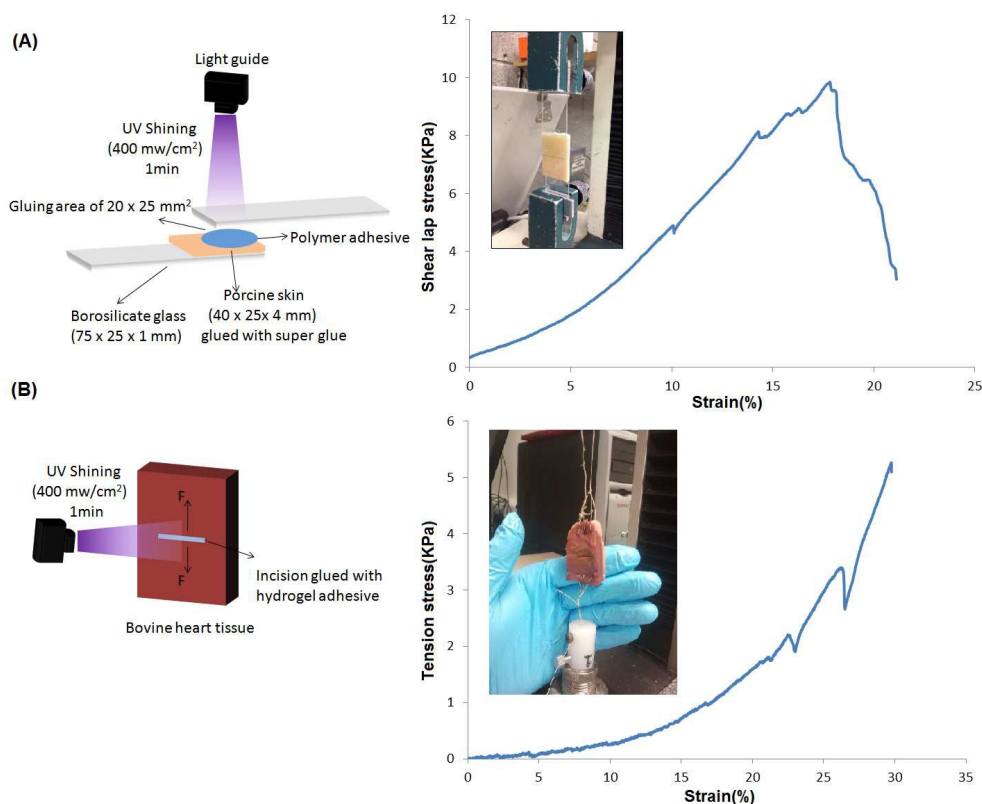 (A)
Light guide
UV Shining
(400 mw/cm²)
1min
Gluing area of 20 x 25 mm²
Polymer adhesive
Borosilicate glass
(75 x 25 x 1 mm)
Porcine skin
(40 x 25x 4 mm)
glued with super glue
Shear lap stress(KPa)
12
10
8
6
4
2
0
0 5 10 15 20 25
Strain(%)
(B)
UV Shining
(400 mw/cm²)
1min
F
F
Incision glued with
hydrogel adhesive
Bovine heart tissue
Tension stress(KPa)
6
5
4
3
2
1
0
0 5 10 15 20 25 30 35
Strain(%)
T